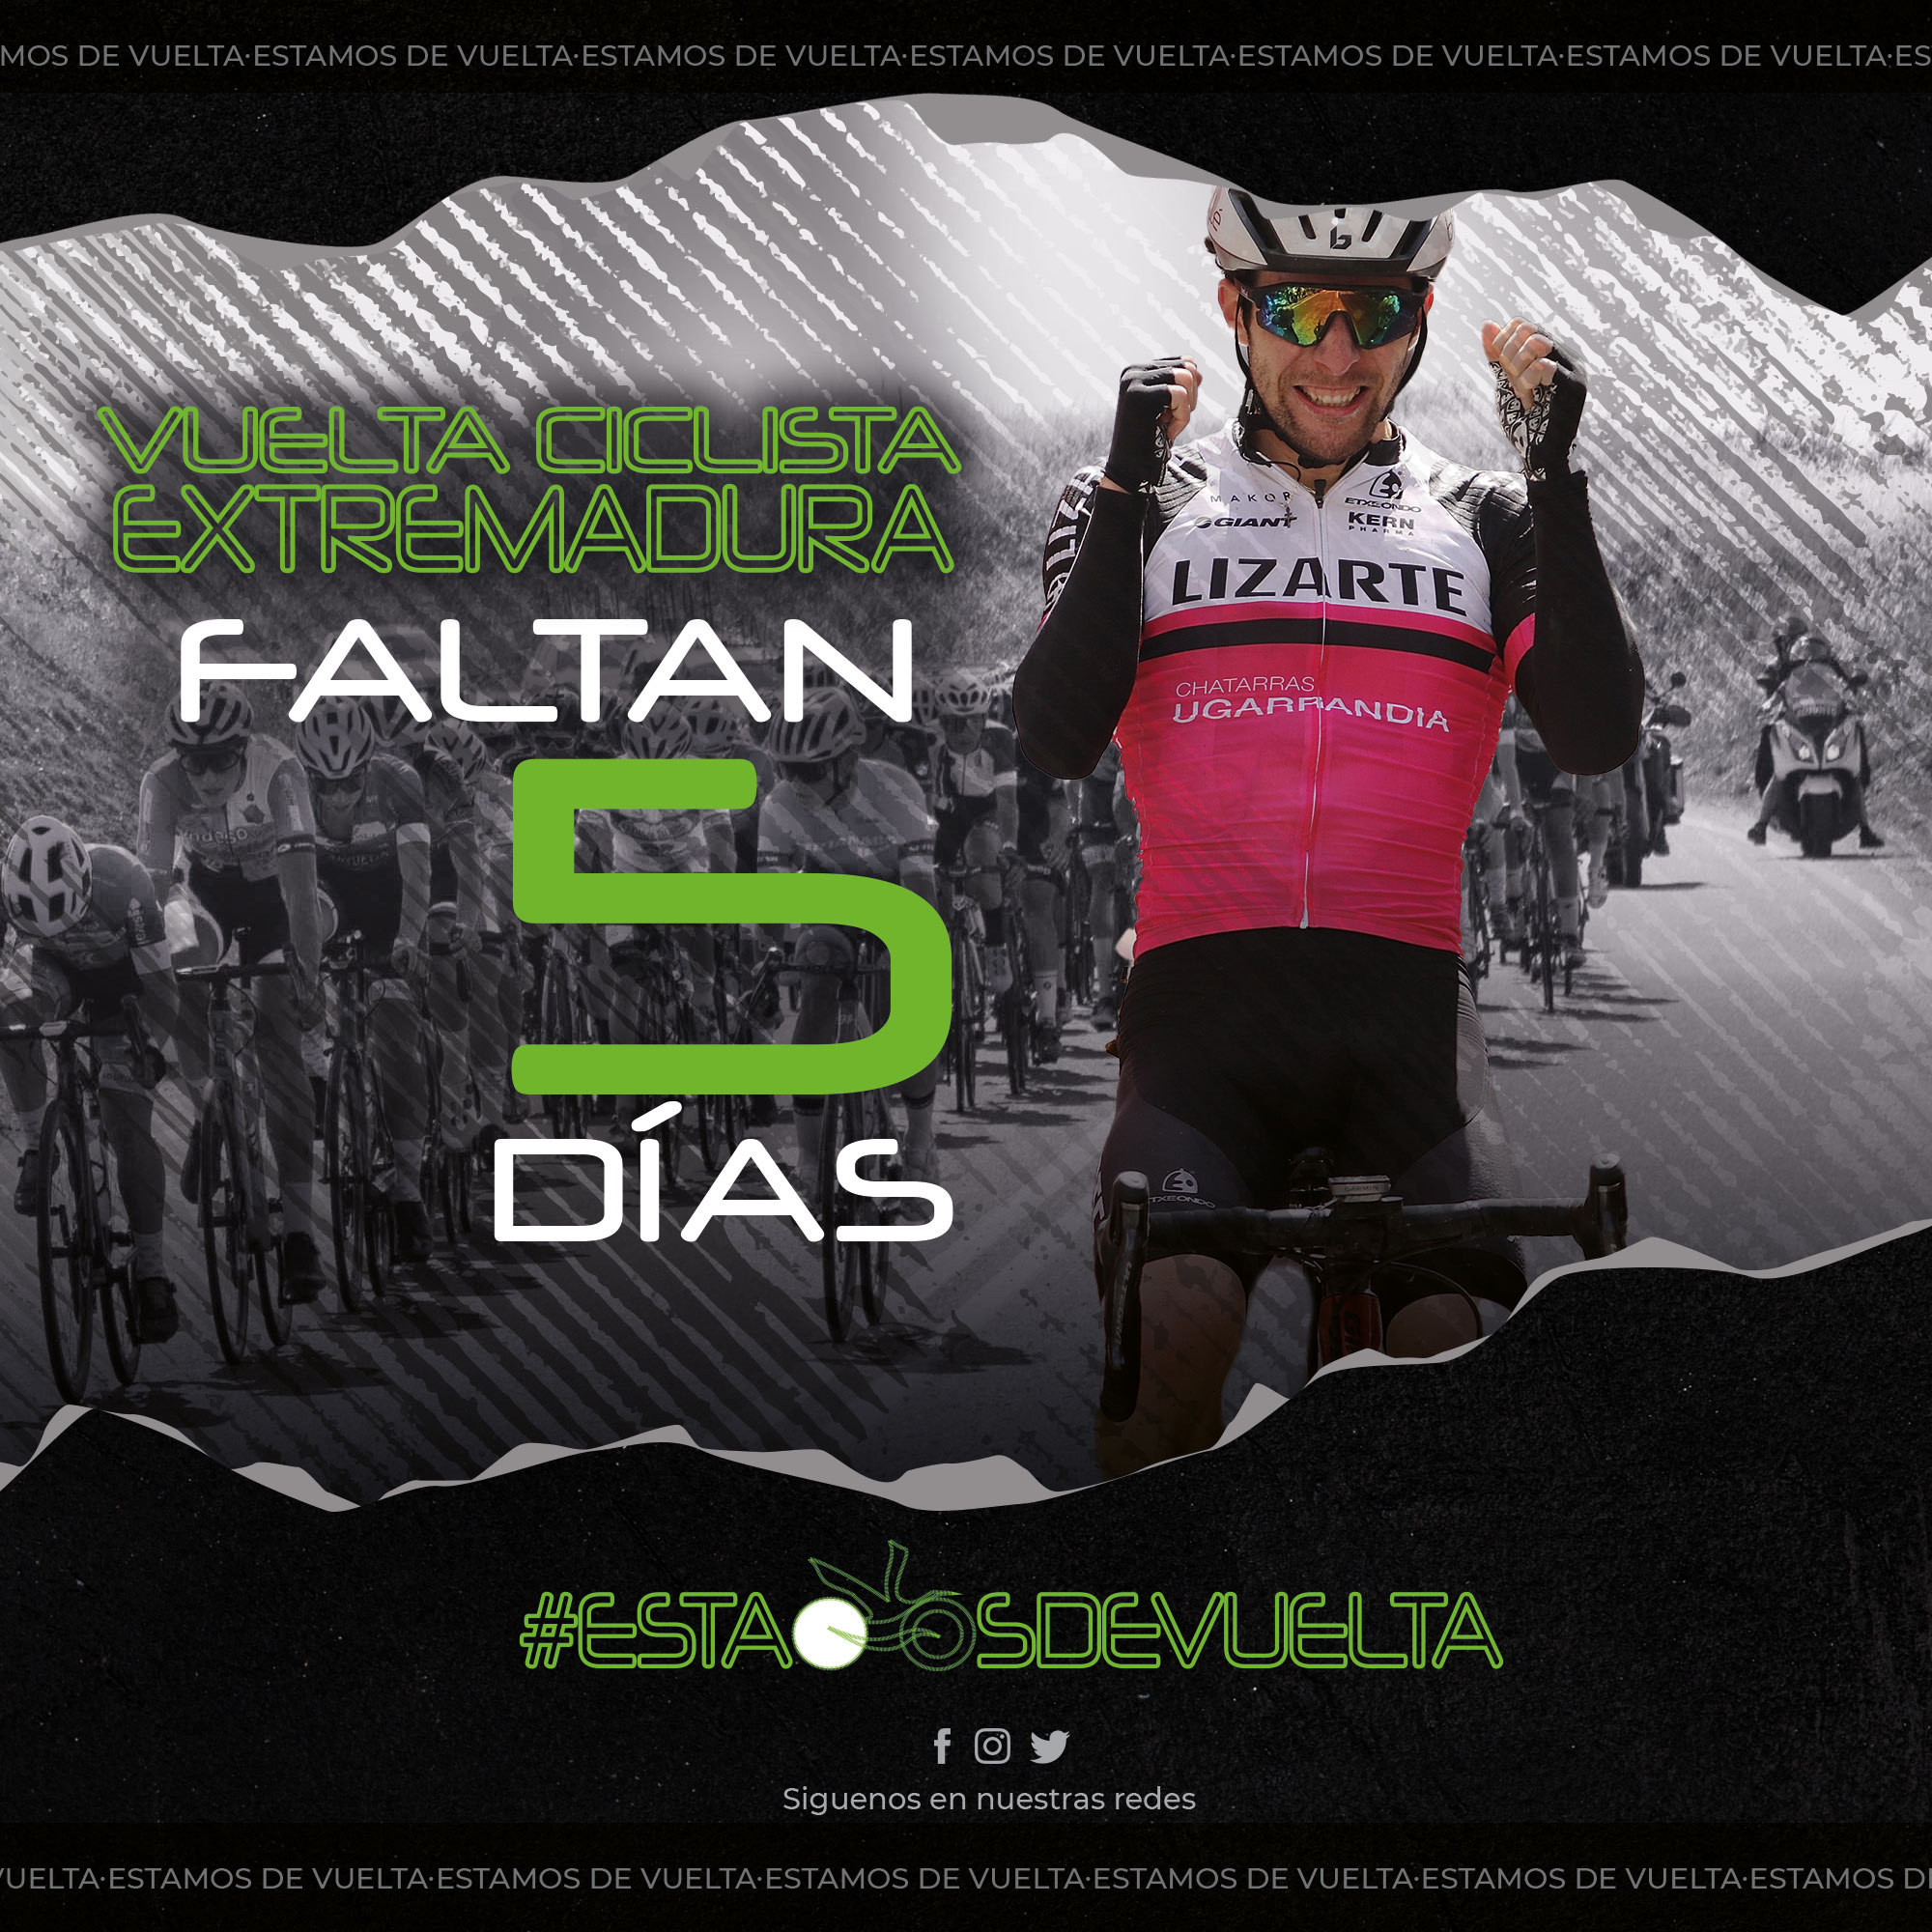 MOS DE VUELTA·ESTAMOS DE VUELTA·ESTAMOS DE VUELTA·ESTAMOS DE VUELTA·ESTAMOS DE VUELTA·ESTAMOS DE VUELTA·ES
VUELTA CICLISTA
EXTREMADURA
FALTAN
5
DÍAS
MAKOR
ETXEONDO
GIANT
KERN
PHARMA
LIZARTE
CHATARRAS
UGARRANDIA
ETXEONDO
GARMIN
#ESTAMOSDEVUELTA
Siguenos en nuestras redes
VUELTA·ESTAMOS DE VUELTA·ESTAMOS DE VUELTA·ESTAMOS DE VUELTA·ESTAMOS DE VUELTA·ESTAMOS DE VUELTA·ESTAMOS DE